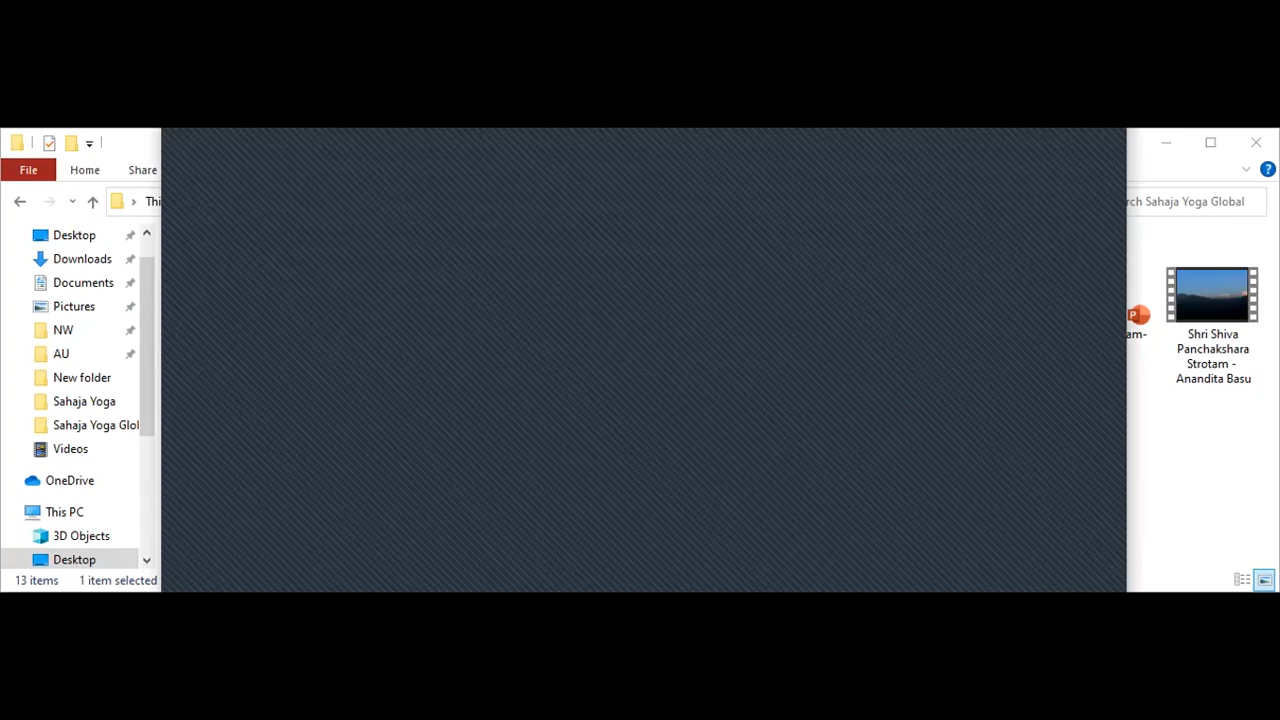 File Home Share
Thi
rch Sahaja Yoga Global
Desktop
Downloads
Documents
Pictures
NW
AU
New folder
Sahaja Yoga
Sahaja Yoga Glol
Videos
OneDrive
This PC
3D Objects
Desktop
13 items 1 item selected
P
am-
Shri Shiva
Panchakshara
Strotam -
Anandita Basu